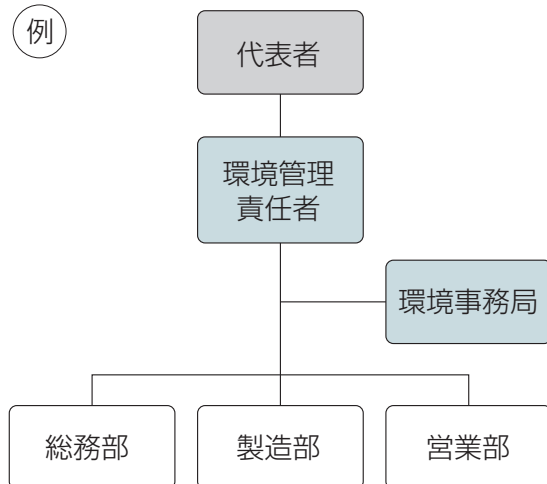 例
代表者
環境管理
責任者
環境事務局
総務部
製造部
営業部